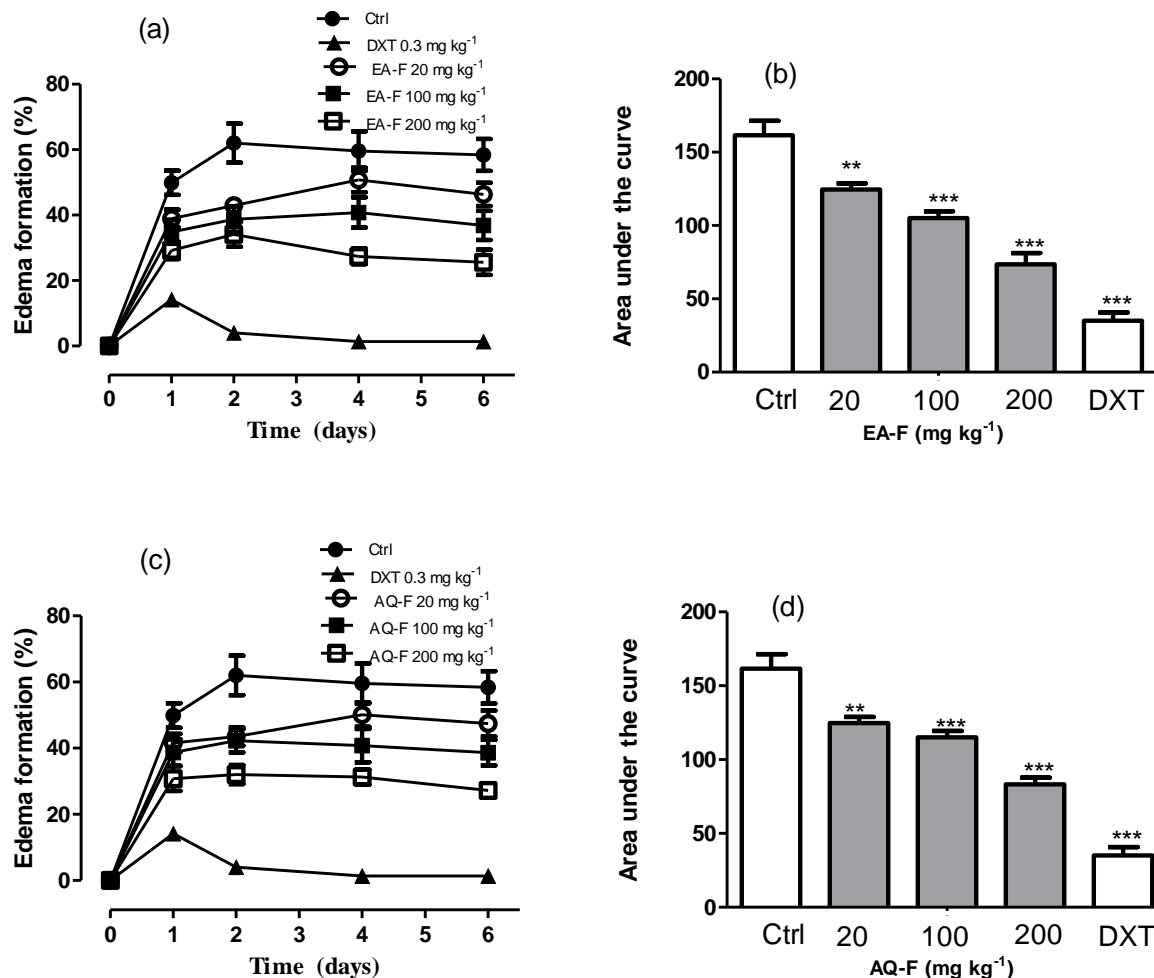 (a)
Ctrl
DXT 0.3 mg kg-1
EA-F 20 mg kg-1
EA-F 100 mg kg-1
EA-F 200 mg kg-1
Edema formation (%)
80
60
40
20
0
0 1 2 3 4 5 6
Time (days)
(b)
Area under the curve
200
150
100
50
0
**
***
***
***
Ctrl 20 100 200 DXT
EA-F (mg kg-1)
(c)
Ctrl
DXT 0.3 mg kg-1
AQ-F 20 mg kg-1
AQ-F 100 mg kg-1
AQ-F 200 mg kg-1
Edema formation (%)
80
60
40
20
0
0 1 2 3 4 5 6
Time (days)
(d)
Area under the curve
200
150
100
50
0
**
***
***
***
Ctrl 20 100 200 DXT
AQ-F (mg kg-1)